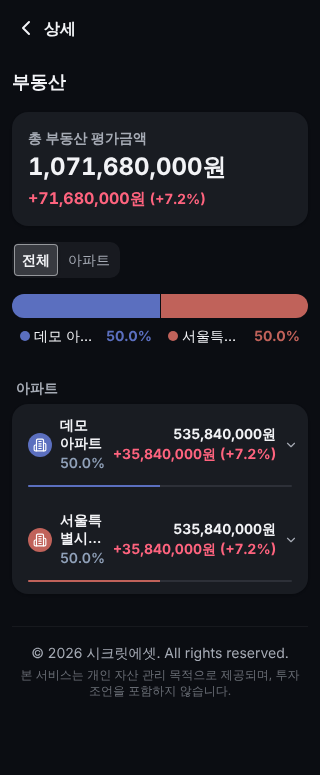 상세
부동산
총 부동산 평가금액
1,071,680,000원
+71,680,000원 (+7.2%)
전체 아파트
데모 아... 50.0% 서울특... 50.0%
아파트
데모
아파트
50.0%
535,840,000원
+35,840,000원 (+7.2%)
서울특
별시...
50.0%
535,840,000원
+35,840,000원 (+7.2%)
© 2026 시크릿에셋. All rights reserved.
본 서비스는 개인 자산 관리 목적으로 제공되며, 투자
조언을 포함하지 않습니다.